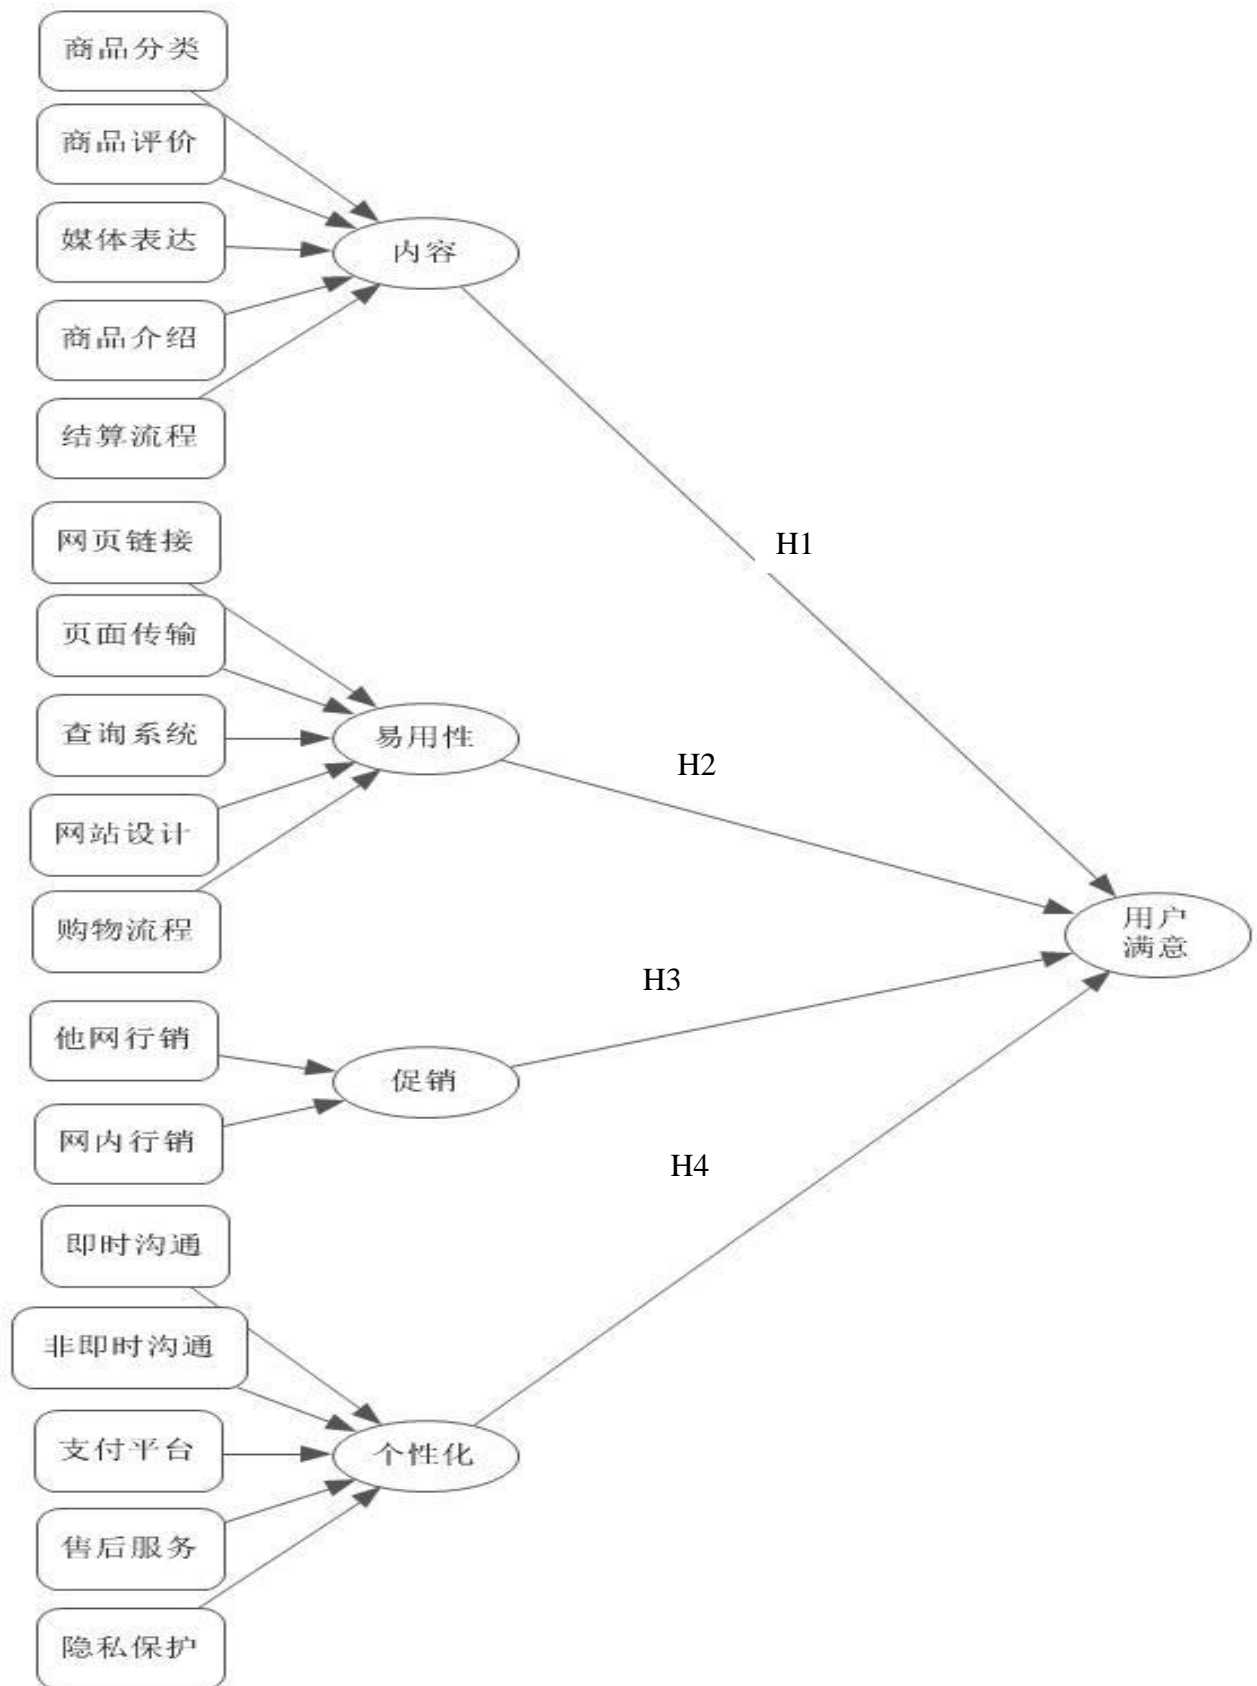 商品分类
商品评价
媒体表达
商品介绍
结算流程
内容
网页链接
页面传输
查询系统
网站设计
购物流程
易用性
他网行销
网内行销
促销
即时沟通
非即时沟通
支付平台
售后服务
隐私保护
个性化
H1
H2
H3
H4
用户
满意